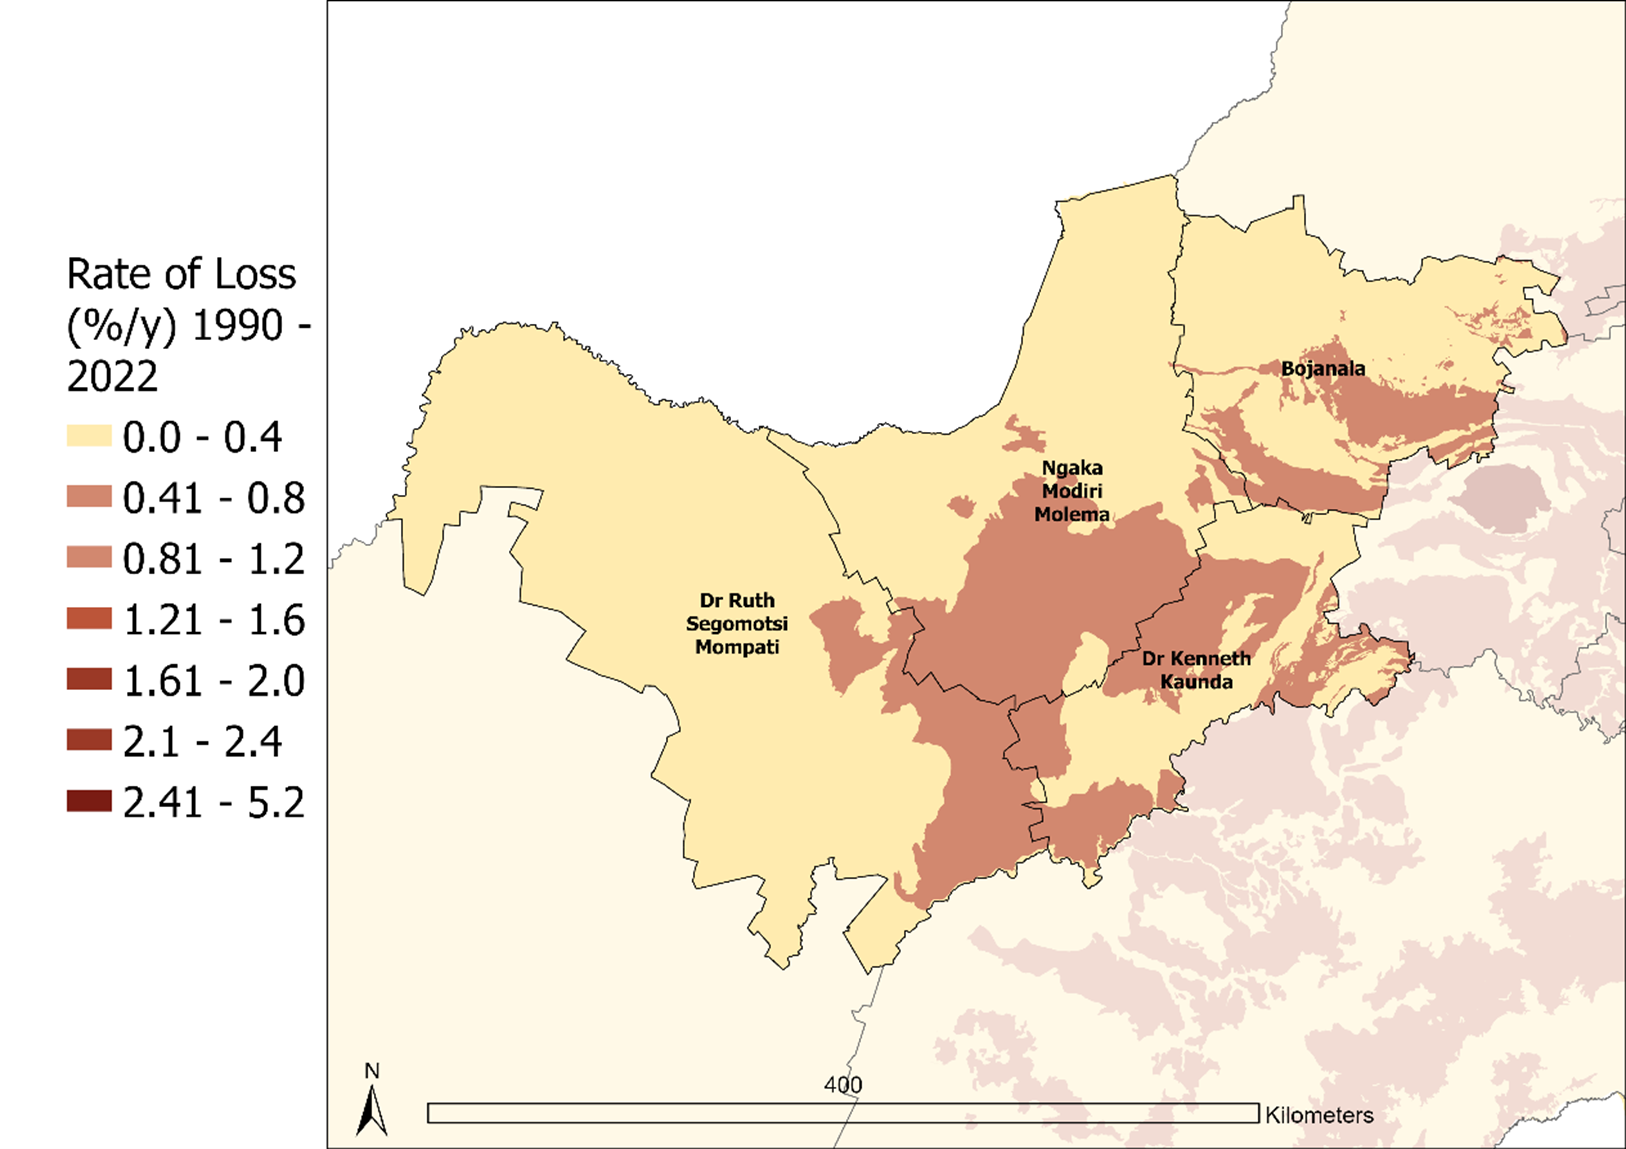 Rate of Loss
(%/y) 1990 -
2022
0.0 - 0.4
0.41 - 0.8
0.81 - 1.2
1.21 - 1.6
1.61 - 2.0
2.1 - 2.4
2.41 - 5.2
Bojanala
Ngaka
Modiri
Molema
Dr Ruth
Segomotsi
Mompati
Dr Kenneth
Kaunda
N
400
Kilometers